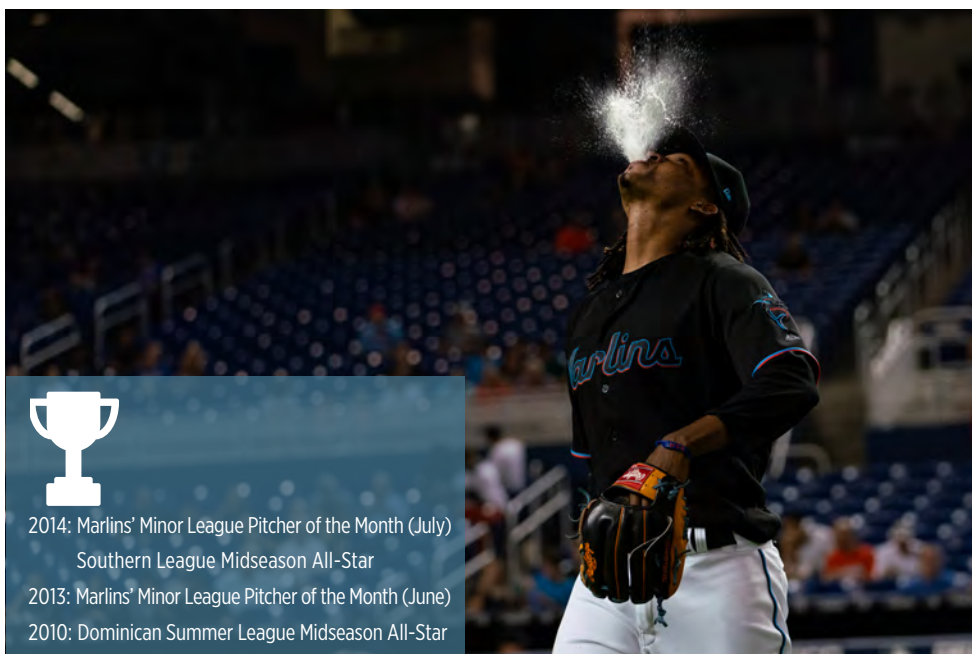 Marlins
2014: Marlins' Minor League Pitcher of the Month (July)
Southern League Midseason All-Star
2013: Marlins' Minor League Pitcher of the Month (June)
2010: Dominican Summer League Midseason All-Star